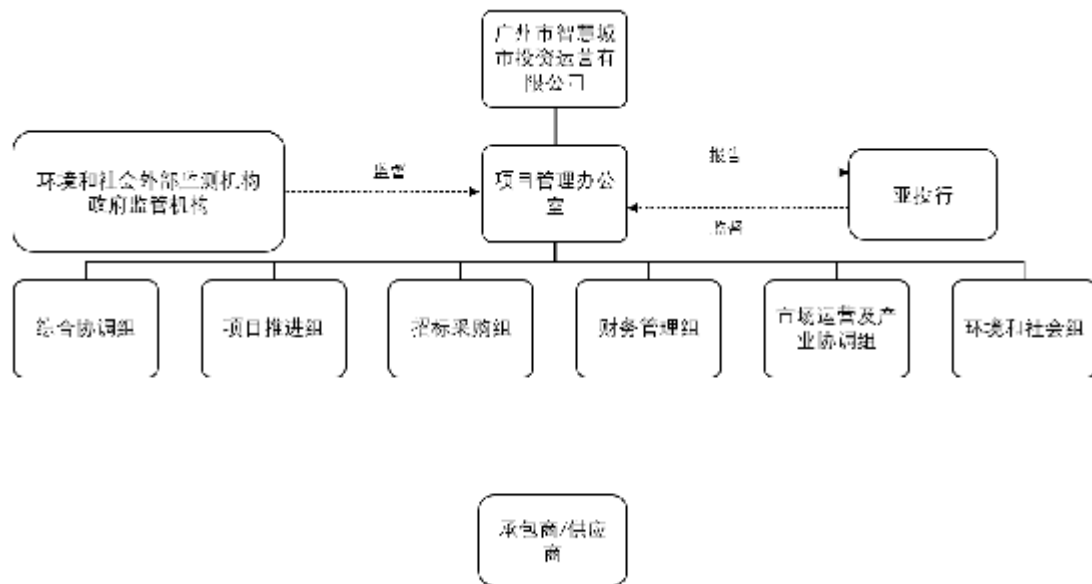 广州市智慧城
市投资运营有
限公司
环境和社会外部监测机构
政府监管机构
监督
项目管理办公
室
报告
监督
亚投行
综合协调组
项目推进组
招标采购组
财务管理组
市场运营及产
业协调组
环境和社会组
承包商/供应
商